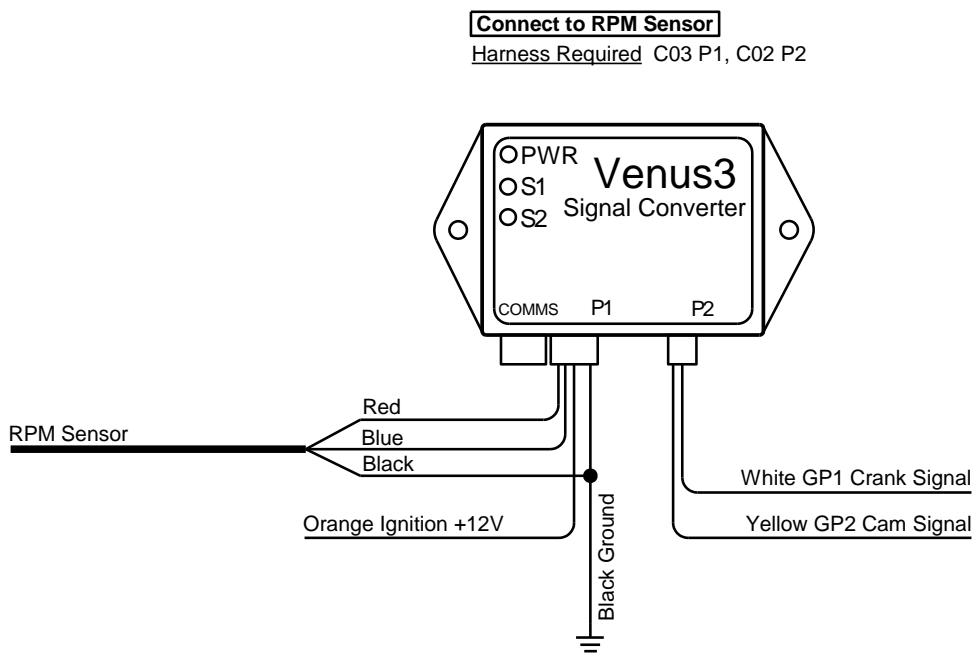 Connect to RPM Sensor
Harness Required C03 P1, C02 P2
PWR
Venus3
S1
Signal Converter
S2
COMMS P1 P2
Red
RPM Sensor
Blue
Black
White GP1 Crank Signal
Orange Ignition +12V
Yellow GP2 Cam Signal
Black Ground